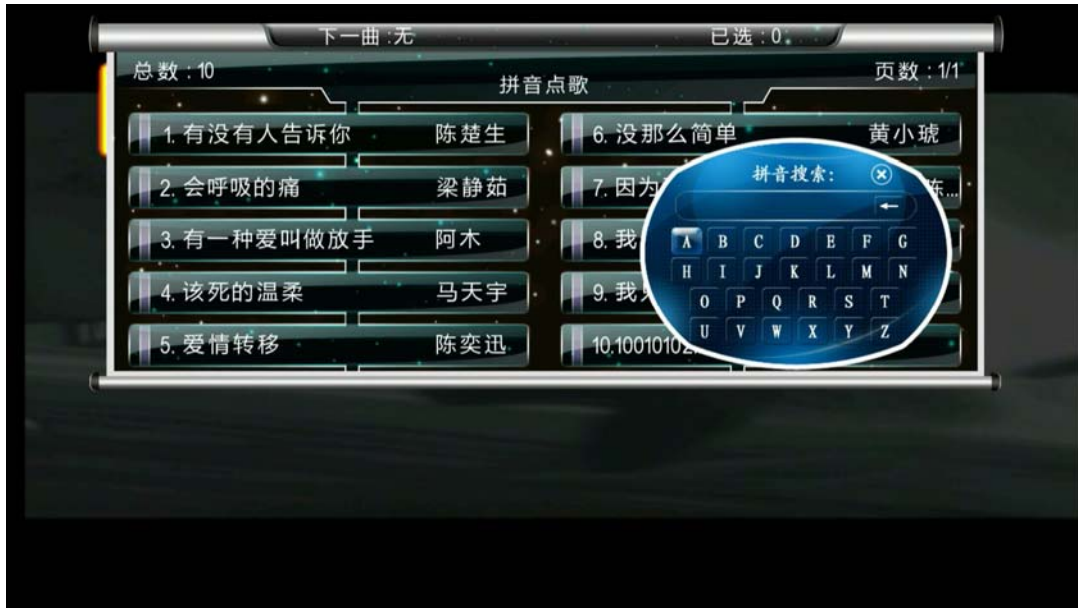 下一曲:无 已选:0
总数:10 拼音点歌 页数:1/1
1. 有没有人告诉你 陈楚生
2. 会呼吸的痛 梁静茹
3. 有一种爱叫做放手 阿木
4. 该死的温柔 马天宇
5. 爱情转移 陈奕迅
6. 没那么简单 黄小琥
7. 因为 陈...
8. 我
9. 我
10.10010102
拼音搜索:
A B C D E F G
H I J K L M N
O P Q R S T
U V W X Y Z